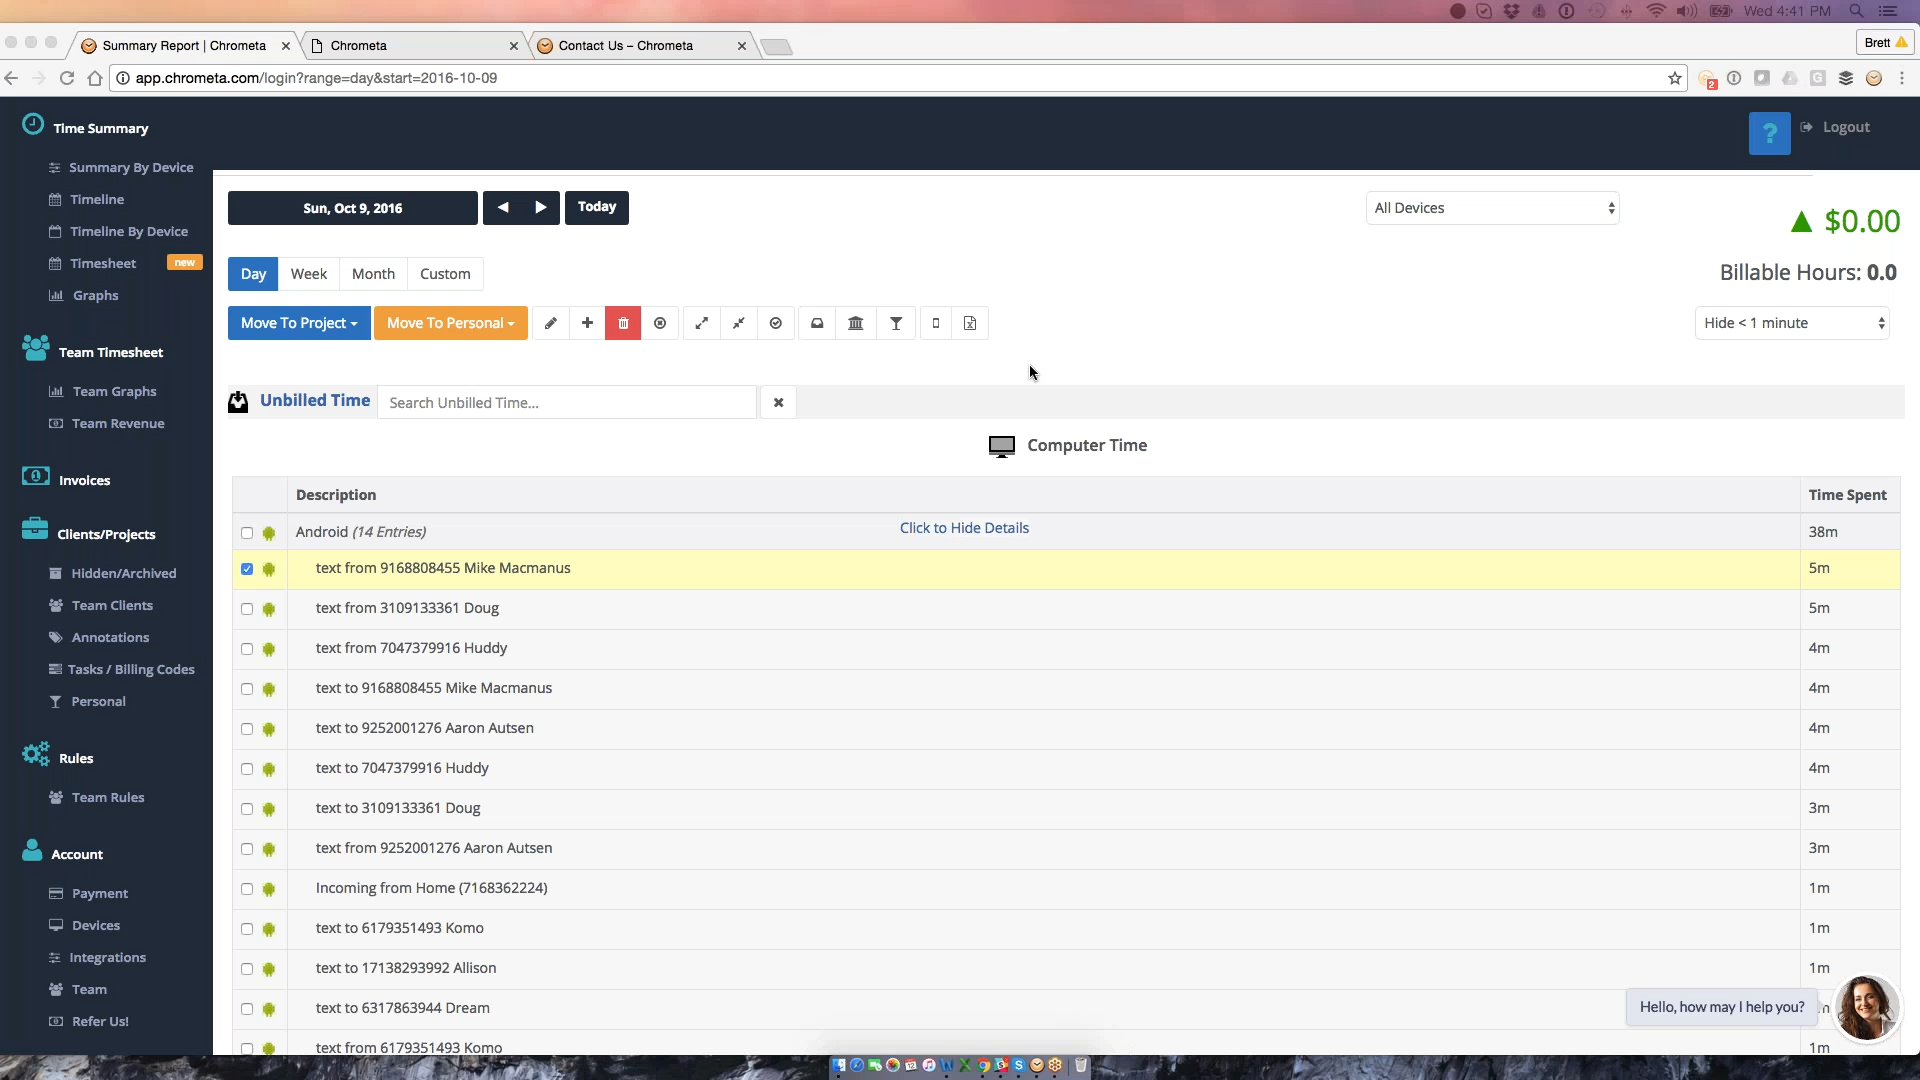 Wed 4:41 PM
Summary Report | Chrometa
Chrometa
Contact Us – Chrometa
Brett
app.chrometa.com/login?range=day&start=2016-10-09
2
Time Summary
Summary By Device
Timeline
Timeline By Device
Timesheet new
Graphs
Team Timesheet
Team Graphs
Team Revenue
Invoices
Clients/Projects
Hidden/Archived
Team Clients
Annotations
Tasks / Billing Codes
Personal
Rules
Team Rules
Account
Payment
Devices
Integrations
Team
Refer Us!
? Logout
Sun, Oct 9, 2016
Today
All Devices
$0.00
Day Week Month Custom
Billable Hours: 0.0
Move To Project
Move To Personal
Hide < 1 minute
Unbilled Time
Search Unbilled Time...
Computer Time
Description Time Spent
Android (14 Entries) Click to Hide Details 38m
text from 9168808455 Mike Macmanus 5m
text from 3109133361 Doug 5m
text from 7047379916 Huddy 4m
text to 9168808455 Mike Macmanus 4m
text to 9252001276 Aaron Autsen 4m
text to 7047379916 Huddy 4m
text to 3109133361 Doug 3m
text from 9252001276 Aaron Autsen 3m
Incoming from Home (7168362224) 1m
text to 6179351493 Komo 1m
text to 17138293992 Allison 1m
text to 6317863944 Dream
Hello, how may I help you?
text from 6179351493 Komo 1m